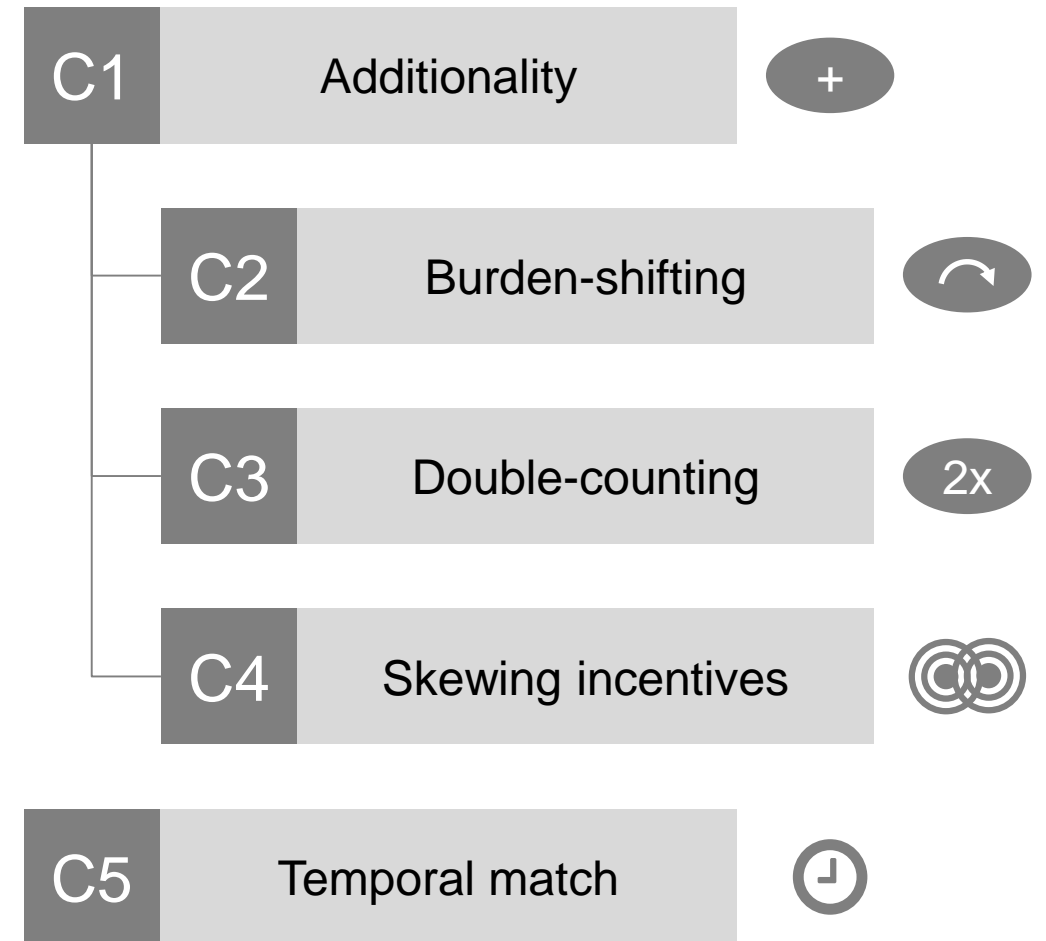 C1 Additionality +
C2 Burden-shifting
C3 Double-counting 2x
C4 Skewing incentives
C5 Temporal match